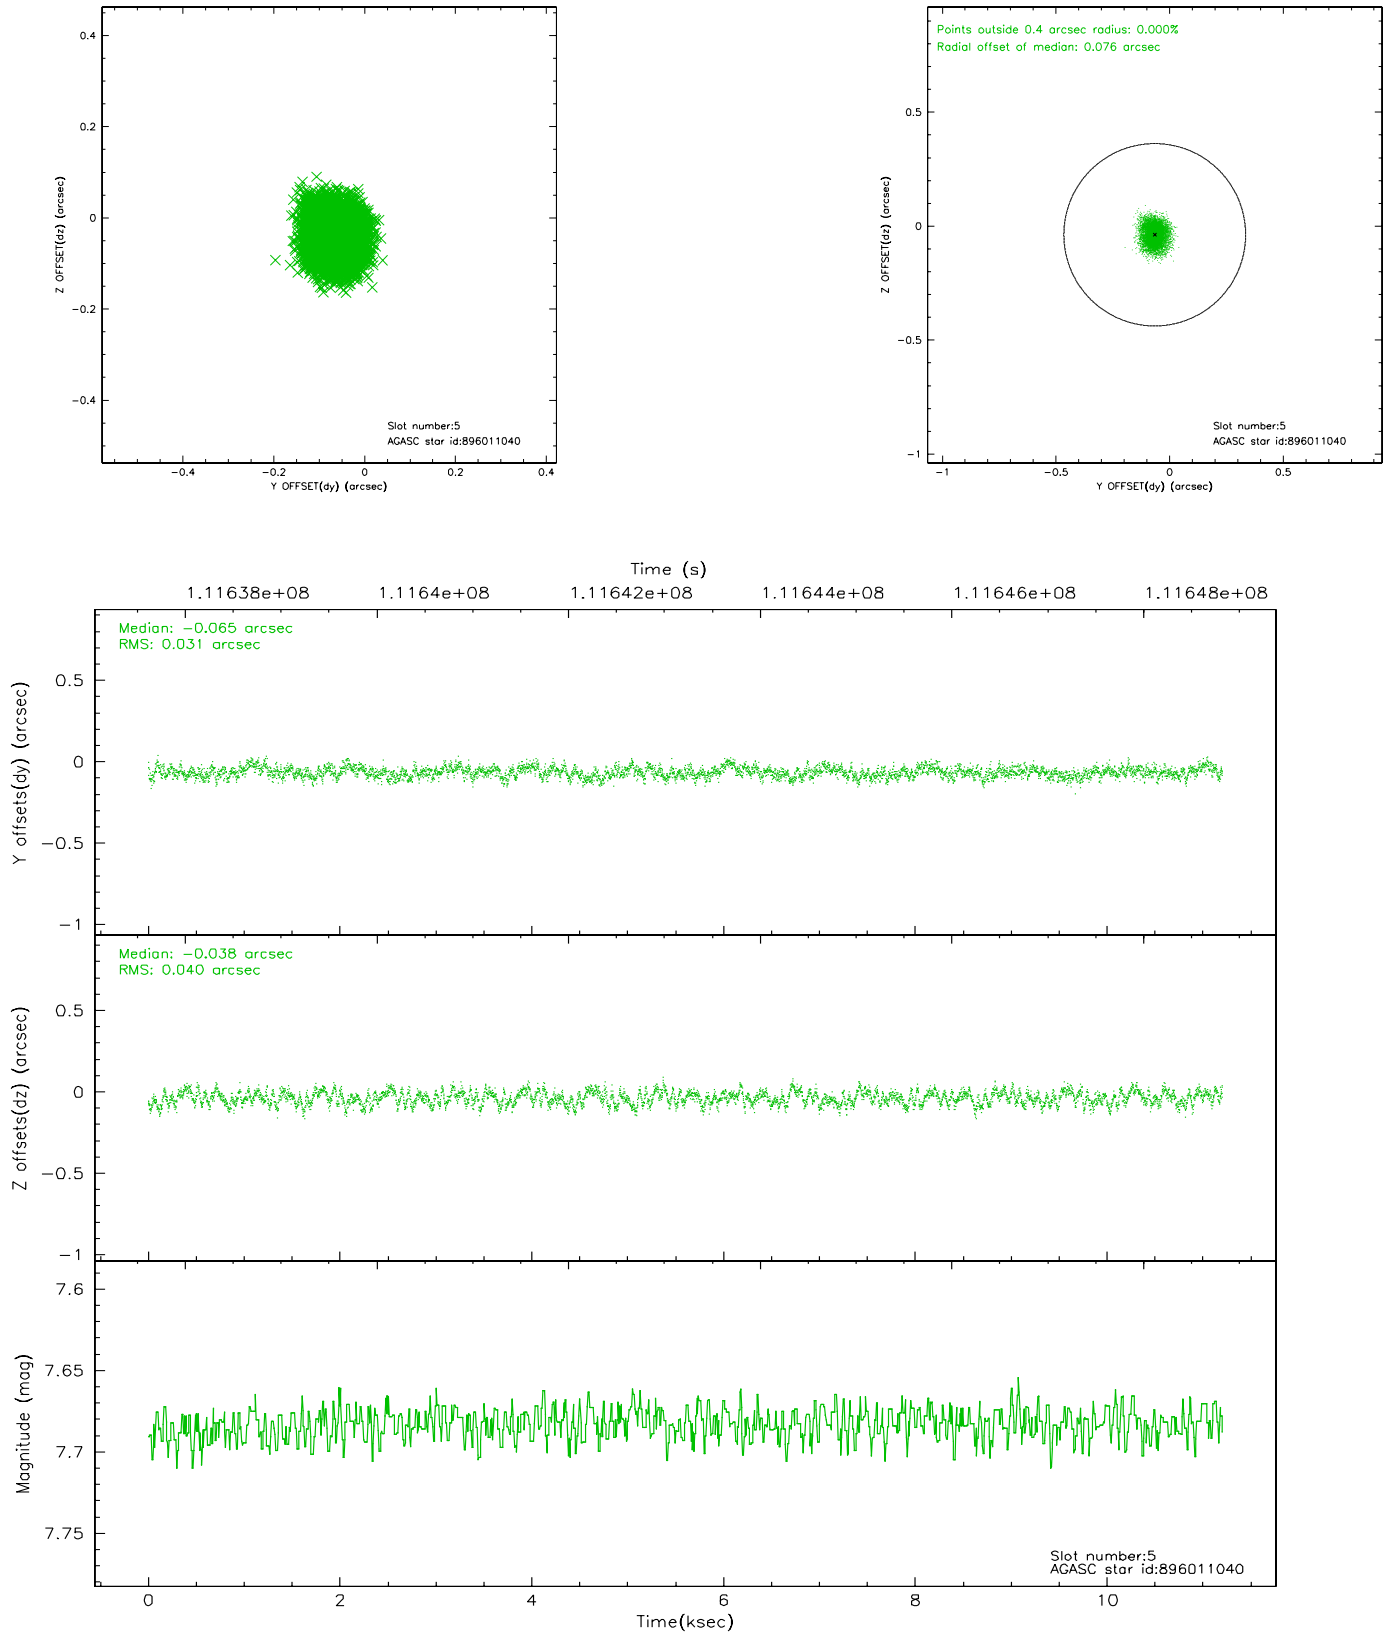 0.4
0.2
0
-0.2
-0.4
Z OFFSET(dz) (arcsec)
Slot number:5
AGASC star id:896011040
-0.4 -0.2 0 0.2 0.4
Y OFFSET(dy) (arcsec)
Points outside 0.4 arcsec radius: 0.000%
Radial offset of median: 0.076 arcsec
0.5
0
-0.5
-1
Z OFFSET(dz) (arcsec)
Slot number:5
AGASC star id:896011040
-1 -0.5 0 0.5
Y OFFSET(dy) (arcsec)
Time (s)
1.11638e+08 1.1164e+08 1.11642e+08 1.11644e+08 1.11646e+08 1.11648e+08
Median: -0.065 arcsec
RMS: 0.031 arcsec
0.5
0
-0.5
-1
Y offsets(dy) (arcsec)
Median: -0.038 arcsec
RMS: 0.040 arcsec
0.5
0
-0.5
-1
Z offsets(dz) (arcsec)
7.6
7.65
7.7
7.75
Magnitude (mag)
Slot number:5
AGASC star id:896011040
0 2 4 6 8 10
Time(ksec)